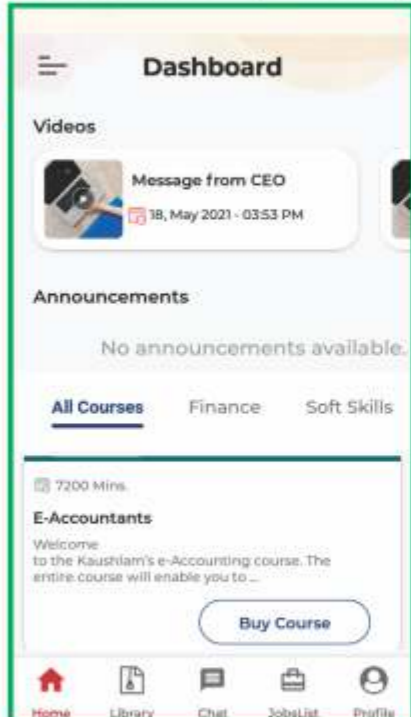 Dashboard
Videos
Message from CEO
18, May 2021 - 03:53 PM
Announcements
No announcements available.
All Courses Finance Soft Skills
7200 Mins.
E-Accountants
Welcome
to the Kaushlam's e-Accounting course. The
entire course will enable you to ...
Buy Course
Home Library Chat JobsList Profile